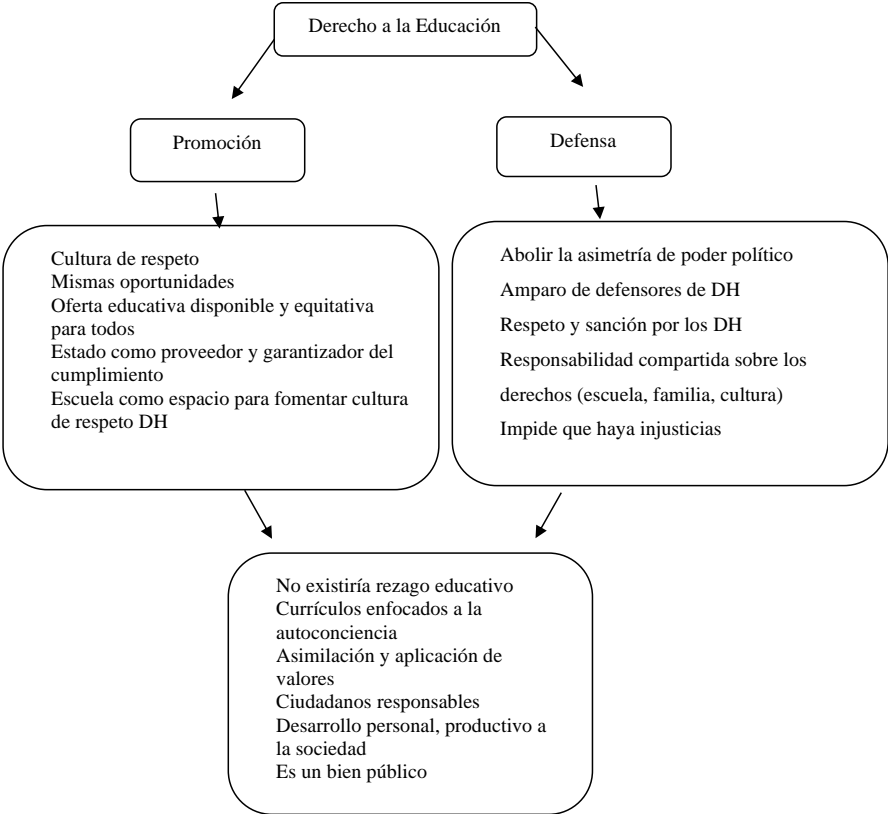 Derecho a la Educación
Promoción
Defensa
Cultura de respeto
Mismas oportunidades
Oferta educativa disponible y equitativa
para todos
Estado como proveedor y garantizador del
cumplimiento
Escuela como espacio para fomentar cultura
de respeto DH
Abolir la asimetría de poder político
Amparo de defensores de DH
Respeto y sanción por los DH
Responsabilidad compartida sobre los
derechos (escuela, familia, cultura)
Impide que haya injusticias
No existiría rezago educativo
Currículos enfocados a la
autoconciencia
Asimilación y aplicación de
valores
Ciudadanos responsables
Desarrollo personal, productivo a
la sociedad
Es un bien público